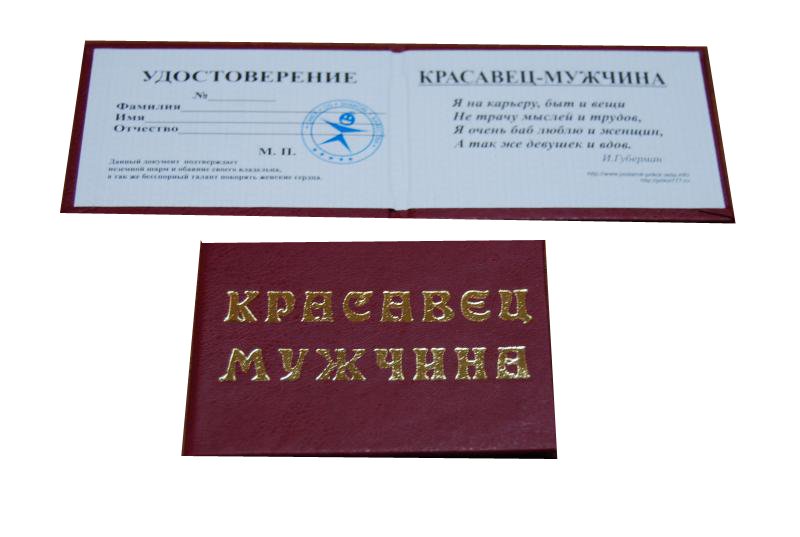 УДОСТОВЕРЕНИЕ
№
Фамилия
Имя
Отчество
М. П.
Данный документ подтверждает
неземной шарм и обаяние своего владельца,
а так же бесспорный талант покорять женские сердца.
КРАСАВЕЦ-МУЖЧИНА
Я на карьеру, быт и вещи
Не трачу мыслей и трудов,
Я очень баб люблю и женщин,
А так же девушек и вдов.
И.Губерман
КРАСАВЕЦ
МУЖЧИНА